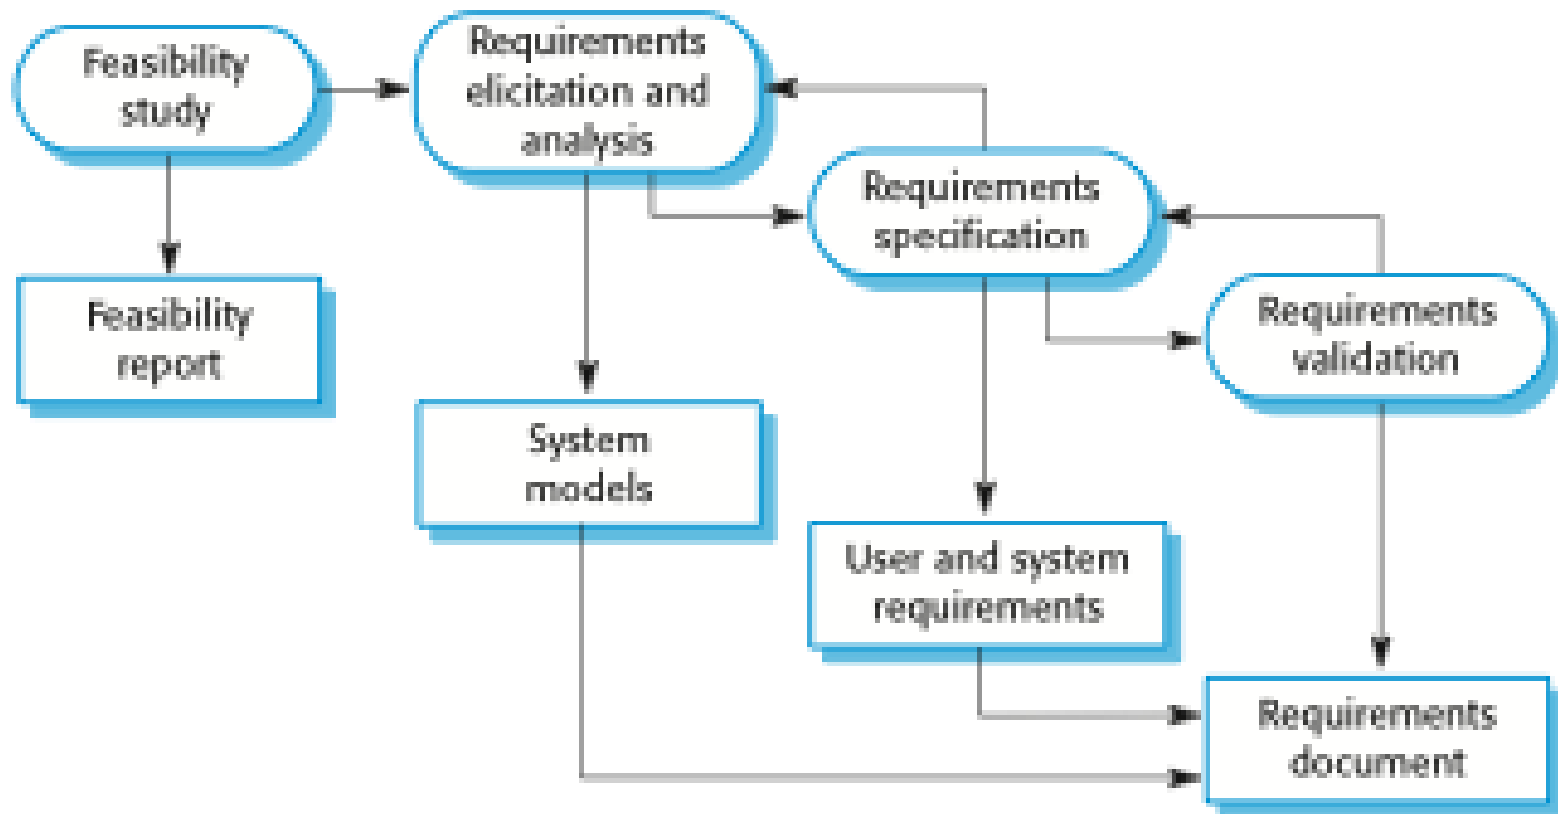 Feasibility
study
Requirements
elicitation and
analysis
Requirements
specification
Requirements
validation
Feasibility
report
System
models
User and system
requirements
Requirements
document